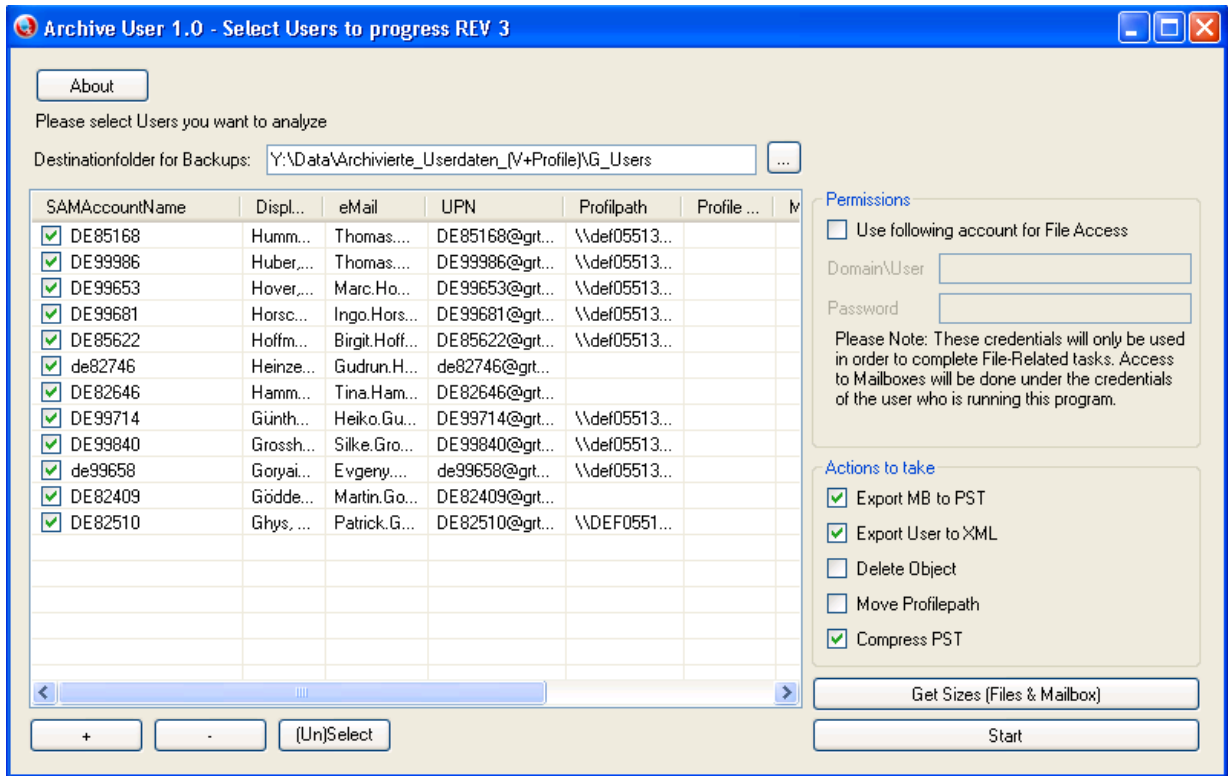 Archive User 1.0 - Select Users to progress REV 3
About
Please select Users you want to analyze
Destinationfolder for Backups: Y:\Data\Archivierte_Userdaten_(V+Profile)\G_Users ...
SAMAccountName Displ... eMail UPN Profilpath Profile ... M
DE85168 Humm... Thomas.... DE85168@grt... \\def05513...
DE99986 Huber,... Thomas.... DE99986@grt... \\def05513...
DE99653 Hover,... Marc.Ho... DE99653@grt... \\def05513...
DE99681 Horsc... Ingo.Hors... DE99681@grt... \\def05513...
DE85622 Hoffm... Birgit.Hoff... DE85622@grt... \\def05513...
de82746 Heinze... Gudrun.H... de82746@grt...
DE82646 Hamm... Tina.Ham... DE82646@grt...
DE99714 Günth... Heiko.Gu... DE99714@grt... \\def05513...
DE99840 Grossh... Silke.Gro... DE99840@grt... \\def05513...
de99658 Goryai... Evgeny.... de99658@grt... \\def05513...
DE82409 Gödde... Martin.Go... DE82409@grt...
DE82510 Ghys, ... Patrick.G... DE82510@grt... \\DEF0551...
+ - (Un)Select
Permissions
Use following account for File Access
Domain\User
Password
Please Note: These credentials will only be used
in order to complete File-Related tasks. Access
to Mailboxes will be done under the credentials
of the user who is running this program.
Actions to take
Export MB to PST
Export User to XML
Delete Object
Move Profilepath
Compress PST
Get Sizes (Files & Mailbox)
Start